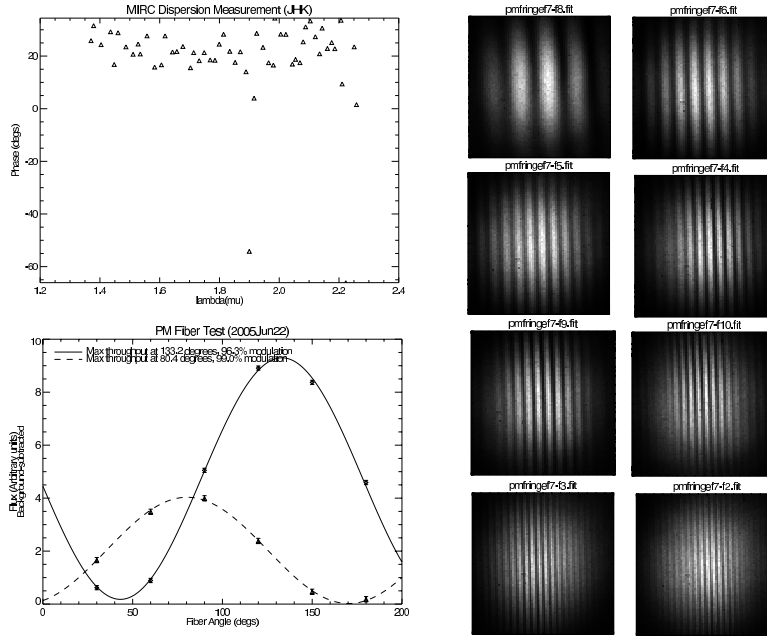 MIRC Dispersion Measurement (JHK)
Phase (degs)
20
0
-20
-40
-60
1.2 1.4 1.6 1.8 2.0 2.2 2.4
lambda(mu)
PM Fiber Test (2005Jun22)
Max throughput at 133.2 degrees, 96.3% modulation
Max throughput at 80.4 degrees, 99.0% modulation
Flux (Arbitrary units)
Background-subtracted
10
8
6
4
2
0
0 50 100 150 200
Fiber Angle (degs)
pmfringef7-f8.fit
pmfringef7-f6.fit
pmfringef7-f5.fit
pmfringef7-f4.fit
pmfringef7-f9.fit
pmfringef7-f10.fit
pmfringef7-f3.fit
pmfringef7-f2.fit